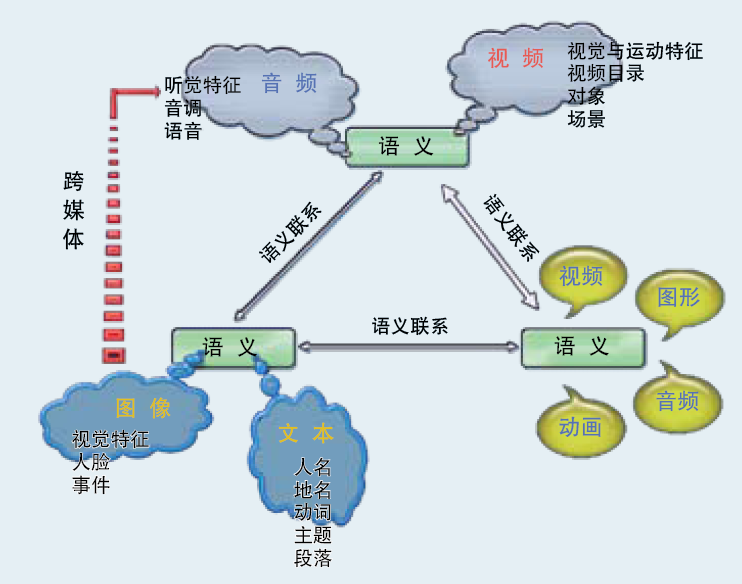 听觉特征
音调
语音
音 频
视 频
视觉与运动特征
视频目录
对象
场景
语 义
跨
媒
体
语义联系
语义联系
视频
图形
语 义
语义联系
语 义
图 像
视觉特征
人脸
事件
文 本
人名
地名
动词
主题
段落
动画
音频